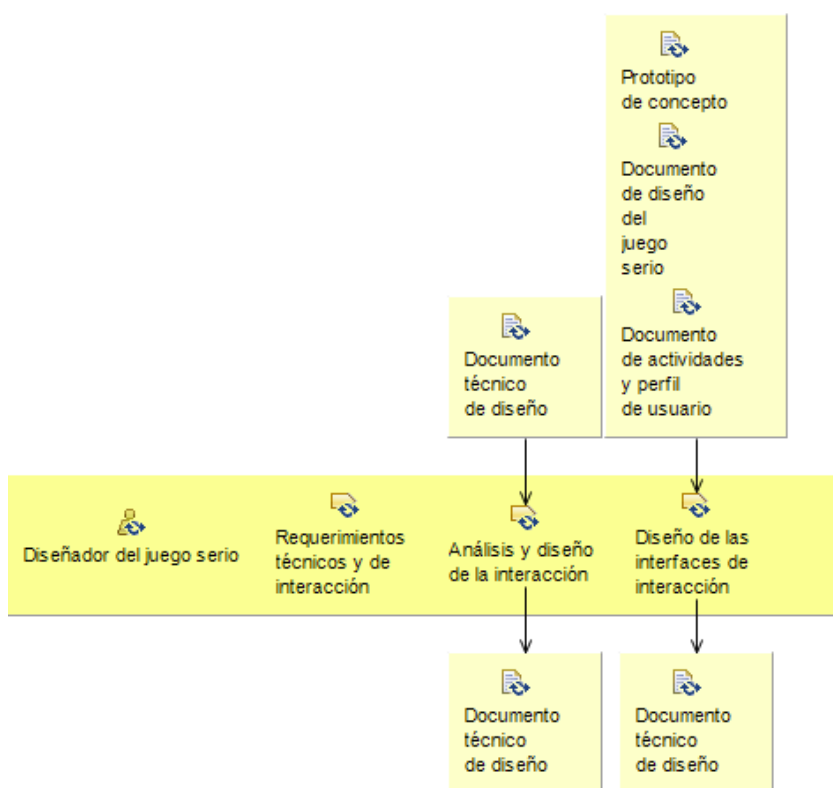 Prototipo
de concepto
Documento
de diseño
del
juego
serio
Documento
de actividades
y perfil
de usuario
Documento
técnico
de diseño
Diseñador del juego serio
Requerimientos
técnicos y de
interacción
Análisis y diseño
de la interacción
Diseño de las
interfaces de
interacción
Documento
técnico
de diseño
Documento
técnico
de diseño